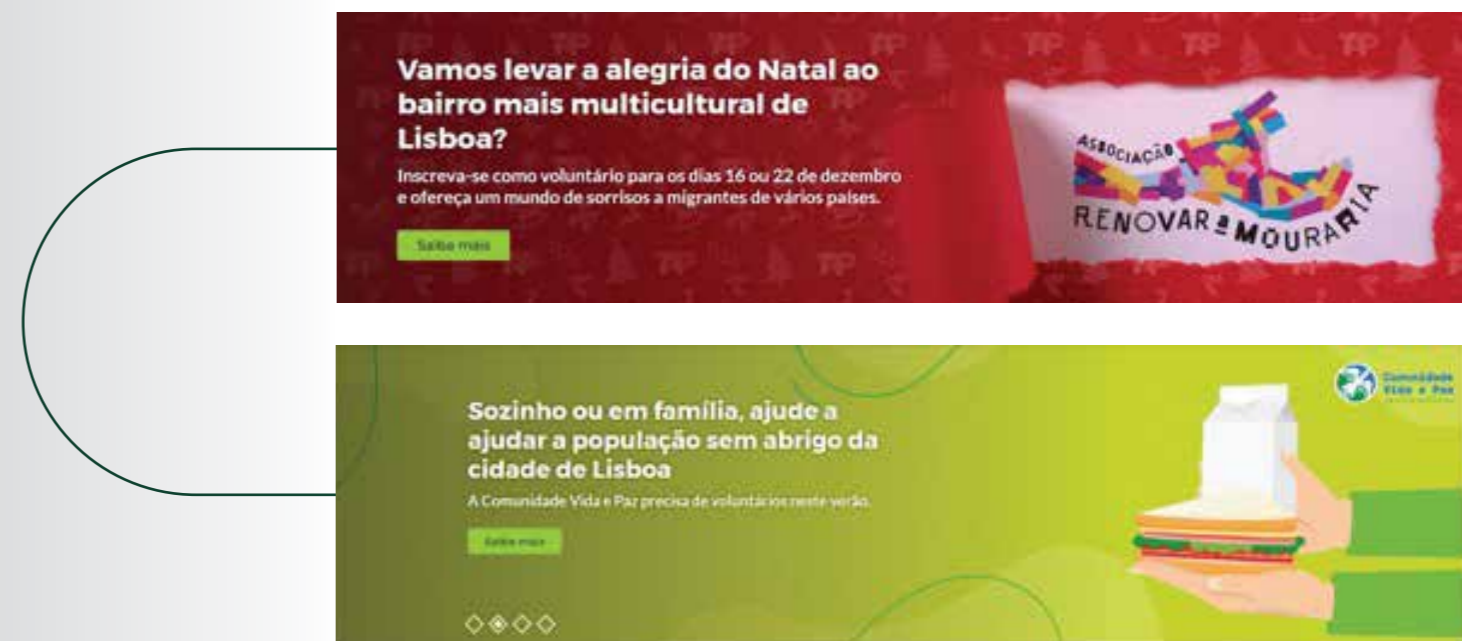 Vamos levar a alegria do Natal ao
bairro mais multicultural de
Lisboa?
Inscreva-se como voluntário para os dias 16 ou 22 de dezembro
e ofereça um mundo de sorrisos a migrantes de vários países.
Saiba mais
ASSOCIAÇÃO
RENOVAR a MOURARIA
Sozinho ou em família, ajude a
ajudar a população sem abrigo da
cidade de Lisboa
A Comunidade Vida e Paz precisa de voluntários neste verão.
Saiba mais
Comunidade
Vida e Paz